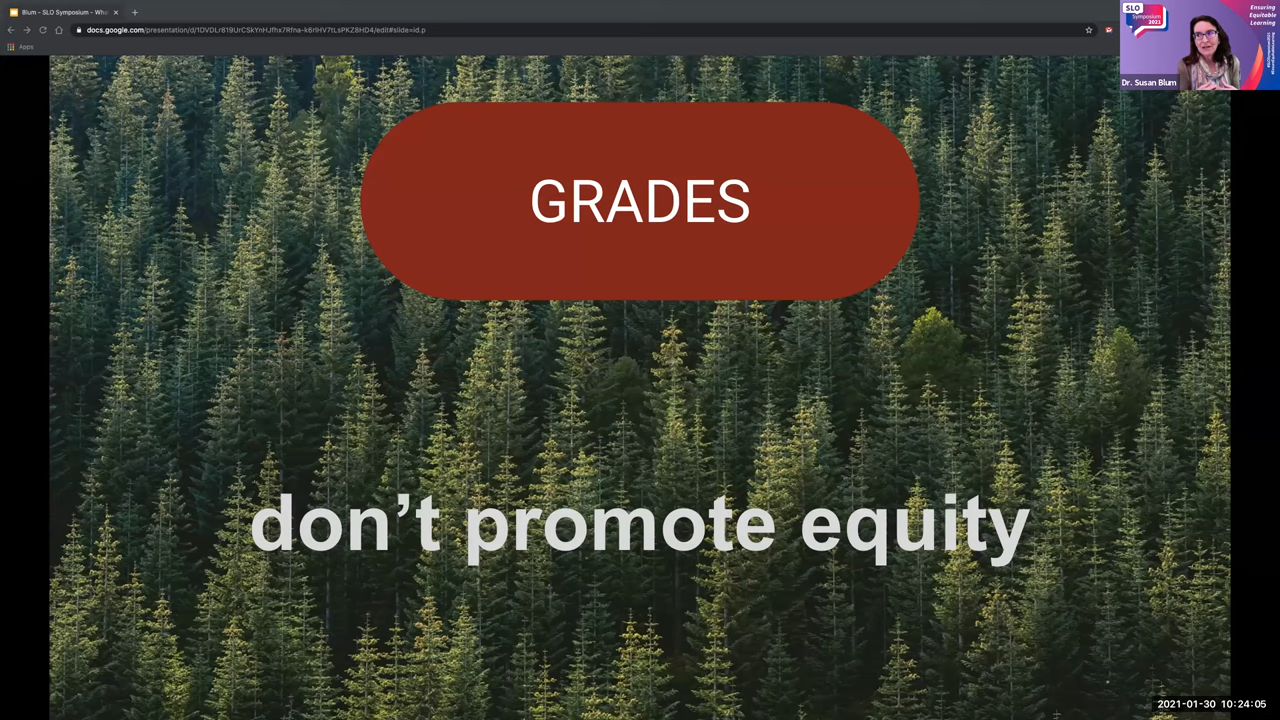 Blum – SLO Symposium – Wha
docs.google.com/presentation/d/1DVDLr819UrCSkYnHJfhx7Rfna-k6rIHV7tLsPKZ8HD4/edit#slide=id.p
Apps
SLO
Symposium
2021
Ensuring
Equitable
Learning
Dr. Susan Blum
GRADES
don’t promote equity
2021-01-30 10:24:05